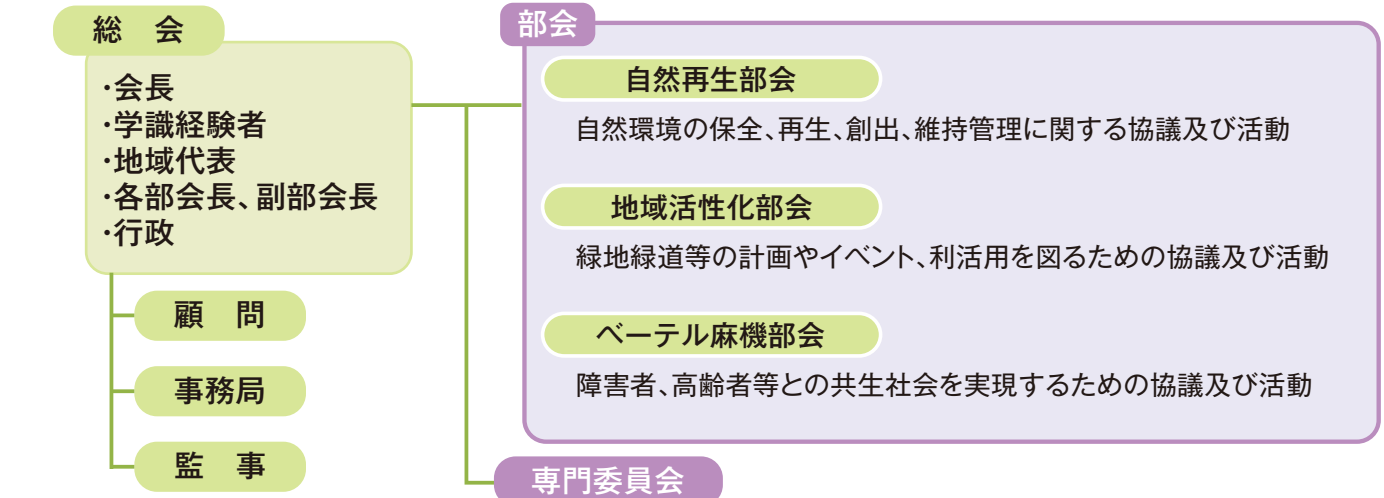 総　会
・会長
・学識経験者
・地域代表
・各部会長、副部会長
・行政
顧　問
事務局
監　事
部会
自然再生部会
自然環境の保全、再生、創出、維持管理に関する協議及び活動
地域活性化部会
緑地緑道等の計画やイベント、利活用を図るための協議及び活動
ベーテル麻機部会
障害者、高齢者等との共生社会を実現するための協議及び活動
専門委員会